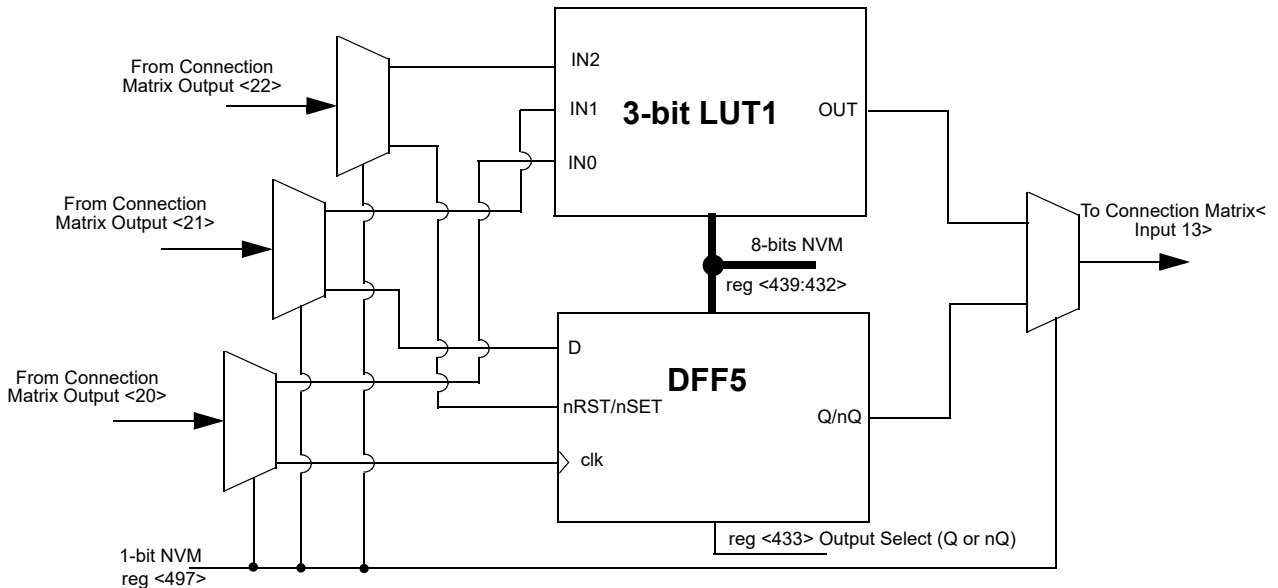 From Connection
Matrix Output <22>
IN2
IN1
IN0
3-bit LUT1
OUT
From Connection
Matrix Output <21>
To Connection Matrix<
Input 13>
8-bits NVM
reg <439:432>
From Connection
Matrix Output <20>
D
nRST/nSET
clk
DFF5
Q/nQ
reg <433> Output Select (Q or nQ)
1-bit NVM
reg <497>